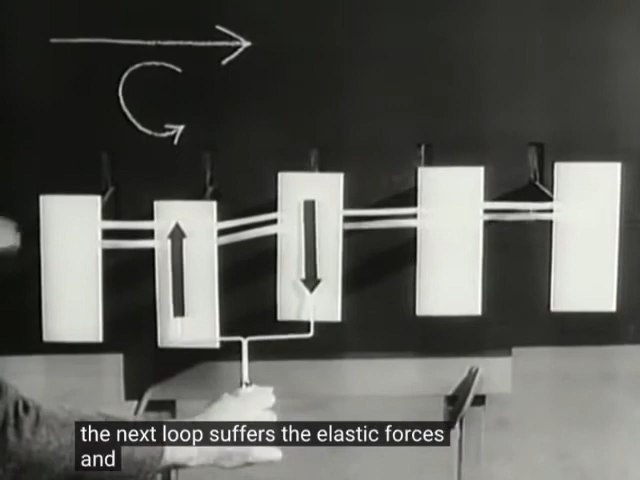 the next loop suffers the elastic forces
and